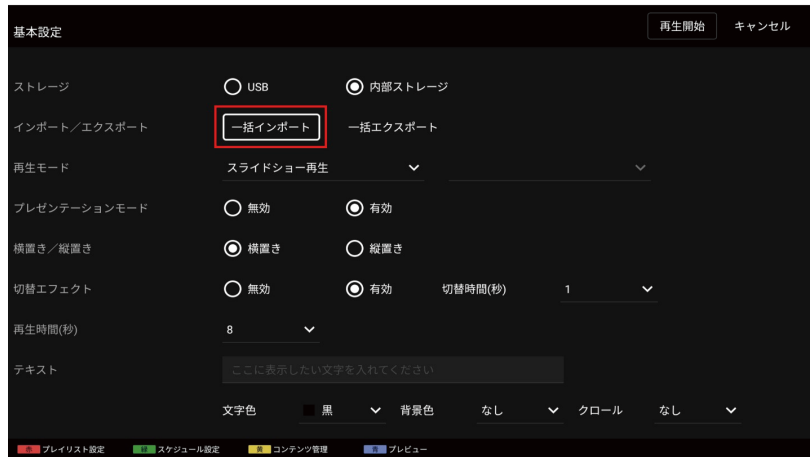 基本設定 再生開始 キャンセル
ストレージ USB 内部ストレージ
インポート／エクスポート 一括インポート 一括エクスポート
再生モード スライドショー再生
プレゼンテーションモード 無効 有効
横置き／縦置き 横置き 縦置き
切替エフェクト 無効 有効 切替時間(秒) 1
再生時間(秒) 8
テキスト ここに表示したい文字を入れてください
文字色 黒 背景色 なし クロール なし
赤 プレイリスト設定 緑 スケジュール設定 黄 コンテンツ管理 青 プレビュー